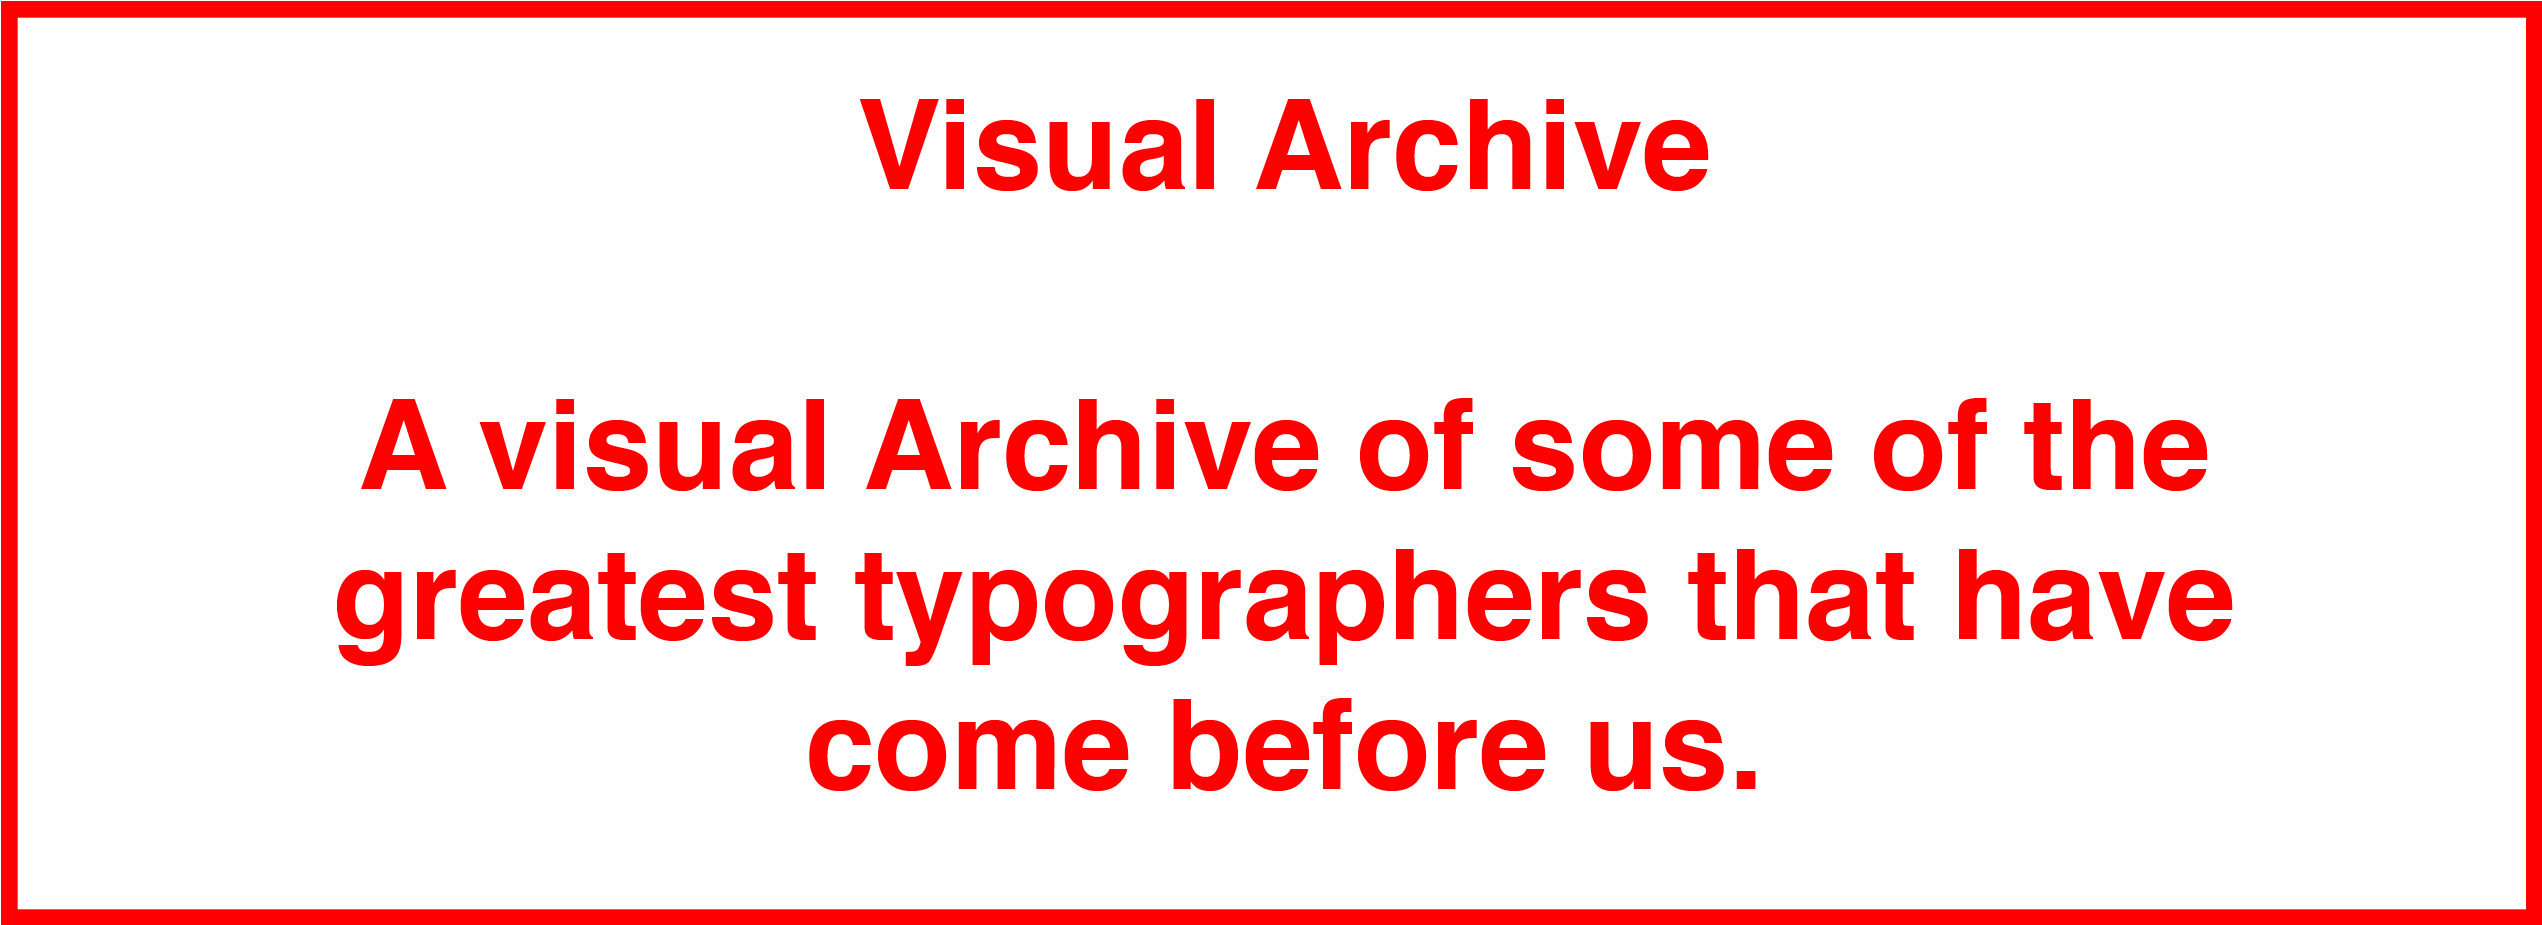 Visual Archive
A visual Archive of some of the
greatest typographers that have
come before us.